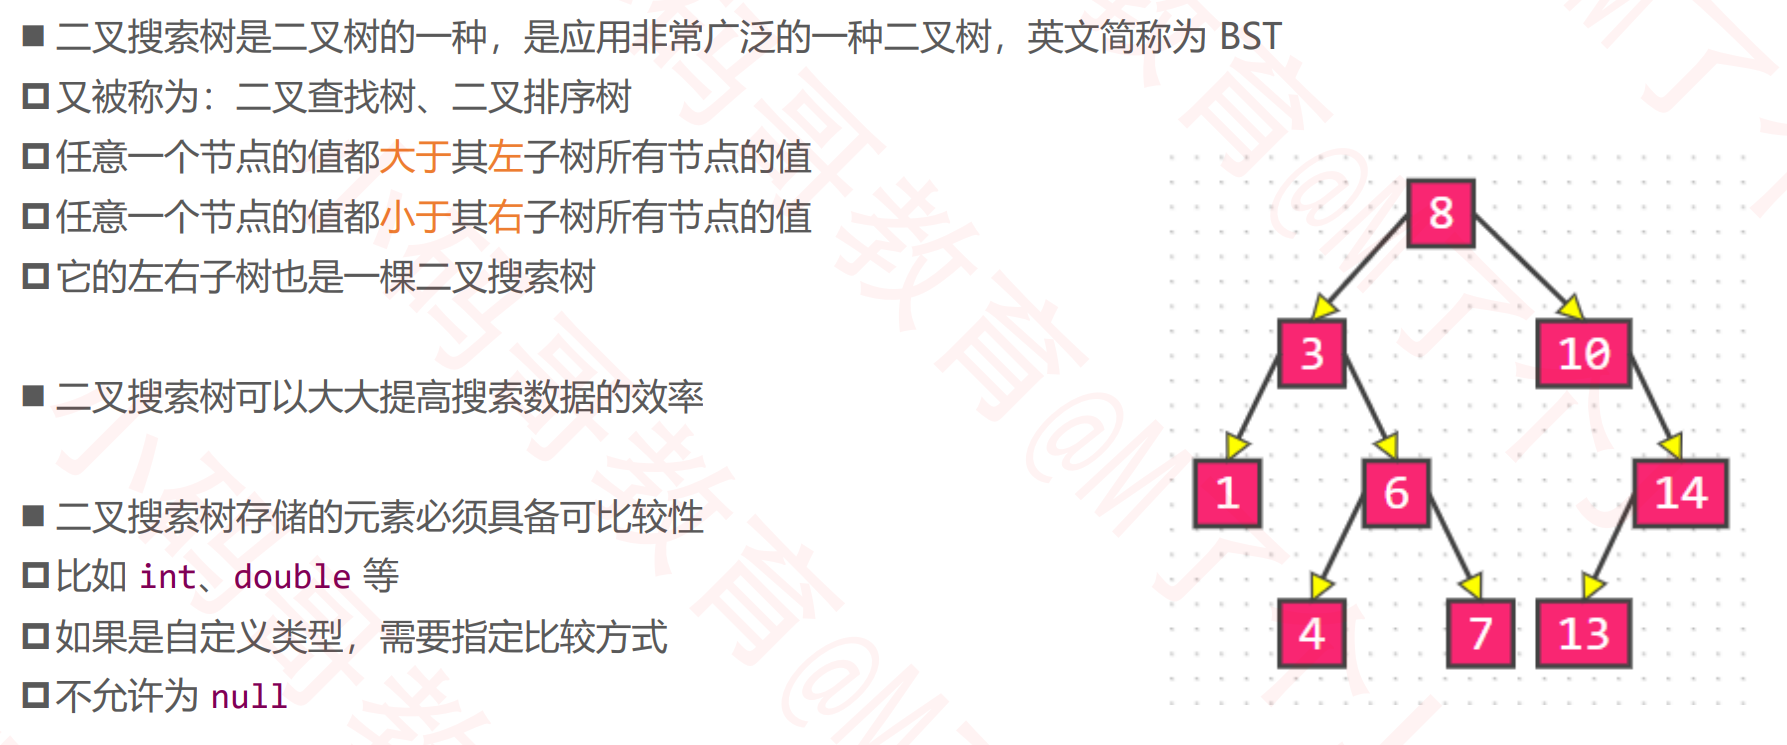 二叉搜索树是二叉树的一种，是应用非常广泛的一种二叉树，英文简称为 BST
又被称为：二叉查找树、二叉排序树
任意一个节点的值都大于其左子树所有节点的值
任意一个节点的值都小于其右子树所有节点的值
它的左右子树也是一棵二叉搜索树
二叉搜索树可以大大提高搜索数据的效率
二叉搜索树存储的元素必须具备可比较性
比如 int、double 等
如果是自定义类型，需要指定比较方式
不允许为 null
8
3 10
1 6 14
4 7 13
小码哥教育@M了个J